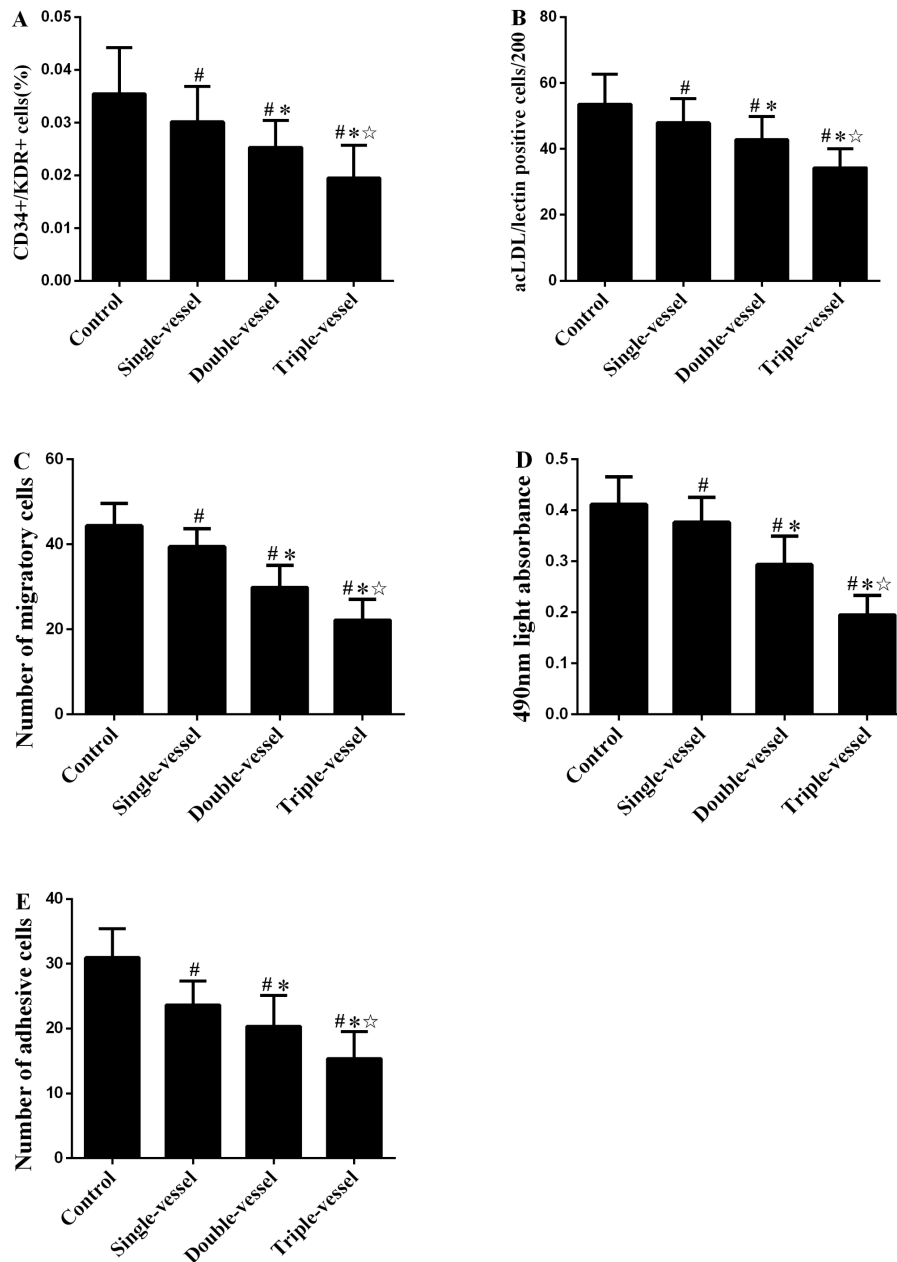 A
CD34+/KDR+ cells(%)
0.05
0.04
0.03
0.02
0.01
0.00
#
# *
# * ☆
Control
Single-vessel
Double-vessel
Triple-vessel
B
acLDL/lectin positive cells/200
80
60
40
20
0
#
# *
# * ☆
Control
Single-vessel
Double-vessel
Triple-vessel
C
Number of migratory cells
60
40
20
0
#
# *
# * ☆
Control
Single-vessel
Double-vessel
Triple-vessel
D
490nm light absorbance
0.5
0.4
0.3
0.2
0.1
0.0
#
# *
# * ☆
Control
Single-vessel
Double-vessel
Triple-vessel
E
Number of adhesive cells
40
30
20
10
0
#
# *
# * ☆
Control
Single-vessel
Double-vessel
Triple-vessel